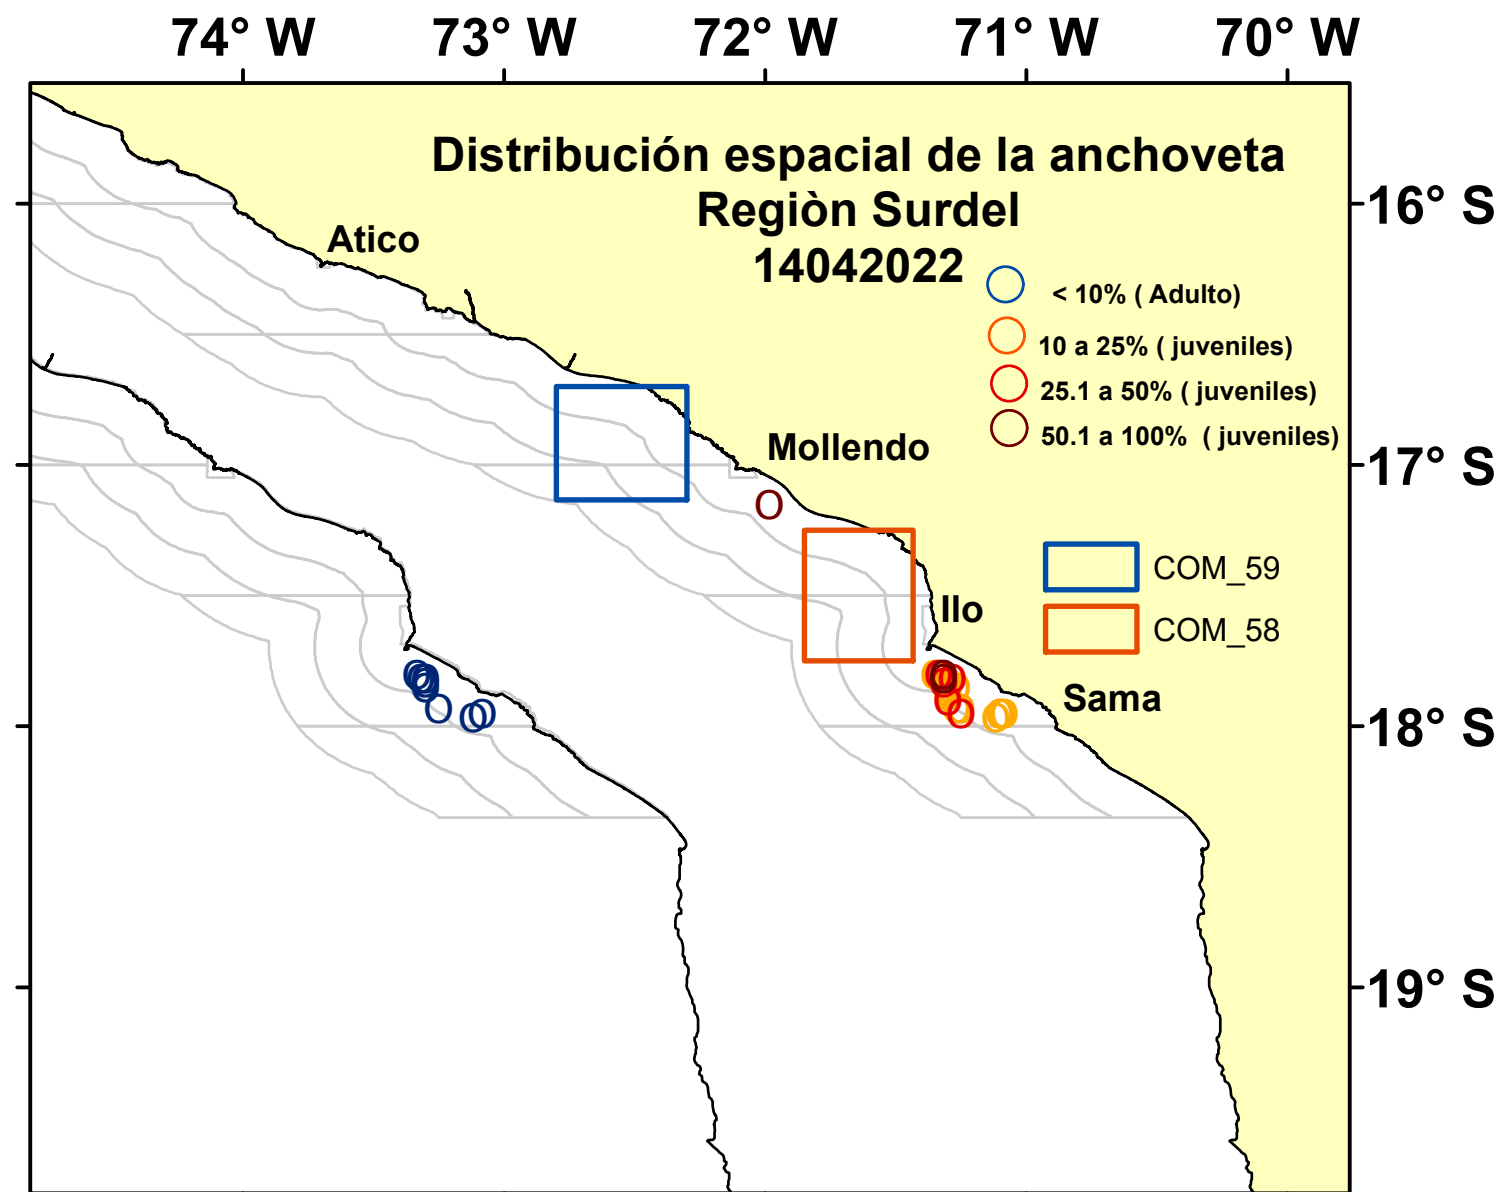 74° W 73° W 72° W 71° W 70° W
Distribución espacial de la anchoveta
Regiòn Surdel
14042022
16° S
Atico
< 10% ( Adulto)
10 a 25% ( juveniles)
25.1 a 50% ( juveniles)
50.1 a 100%  ( juveniles)
Mollendo
17° S
COM_59
Ilo
COM_58
Sama
18° S
19° S